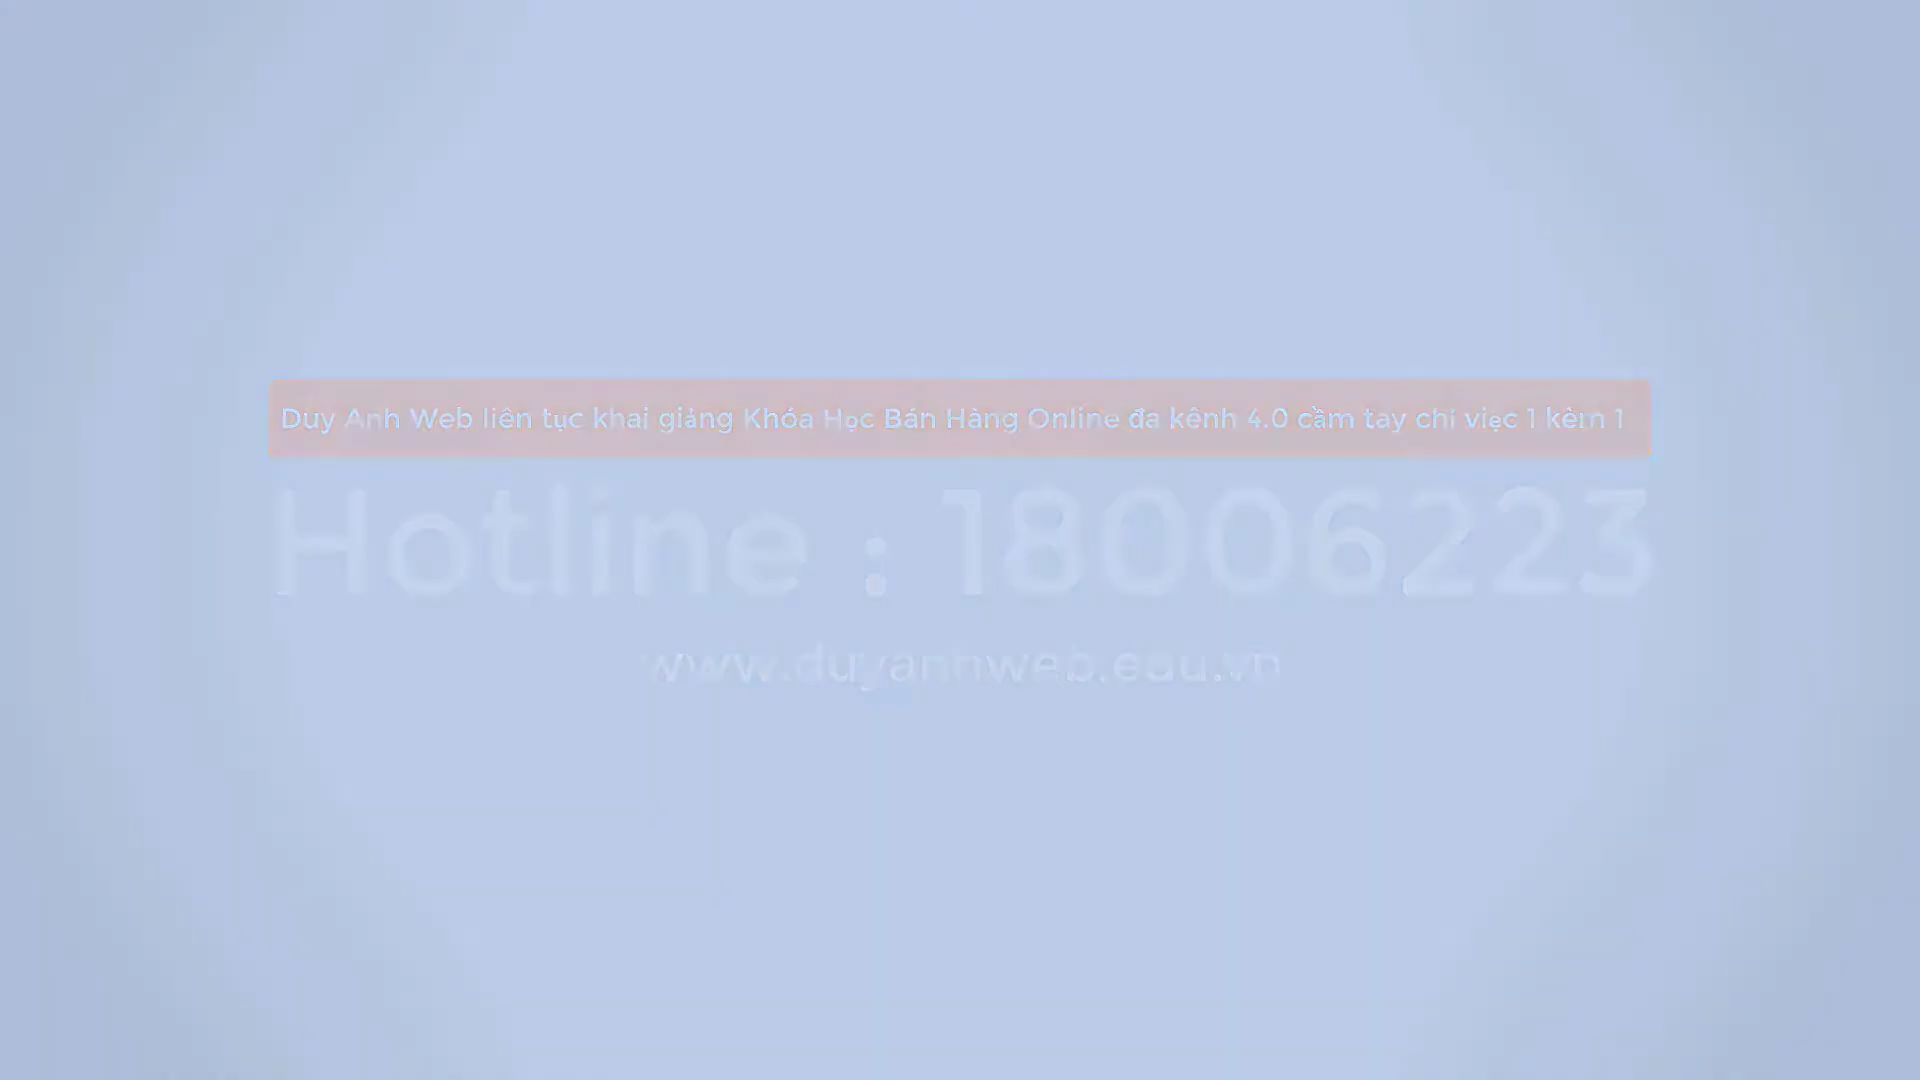 Duy Anh Web liên tục khai giảng Khóa Học Bán Hàng Online đa kênh 4.0 cầm tay chỉ việc 1 kèm 1
Hotline : 18006223
www.duyanhweb.edu.vn